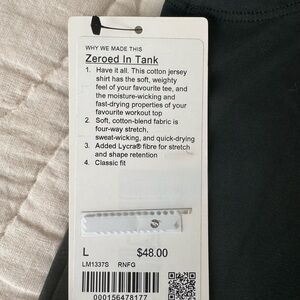 WHY WE MADE THIS
Zeroed In Tank
1. Have it all. This cotton jersey
shirt has the soft, weighty
feel of your favourite tee, and
the moisture-wicking and
fast-drying properties of your
favourite workout top
2. Soft, cotton-blend fabric is
four-way stretch,
sweat-wicking, and quick-drying
3. Added Lycra® fibre for stretch
and shape retention
4. Classic fit
L $48.00
LM1337S RNFG
000156478177